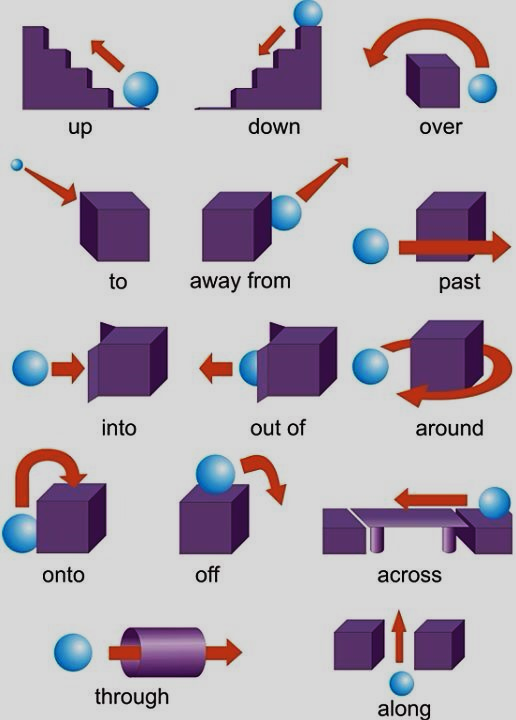 up
down
over
to
away from
past
into
out of
around
onto
off
across
through
along